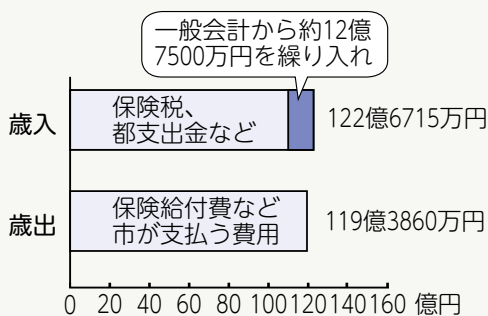 一般会計から約12億
7500万円を繰り入れ
歳入
保険税、
都支出金など
122億6715万円
歳出
保険給付費など
市が支払う費用
119億3860万円
0 20 40 60 80 100 120 140 160 億円